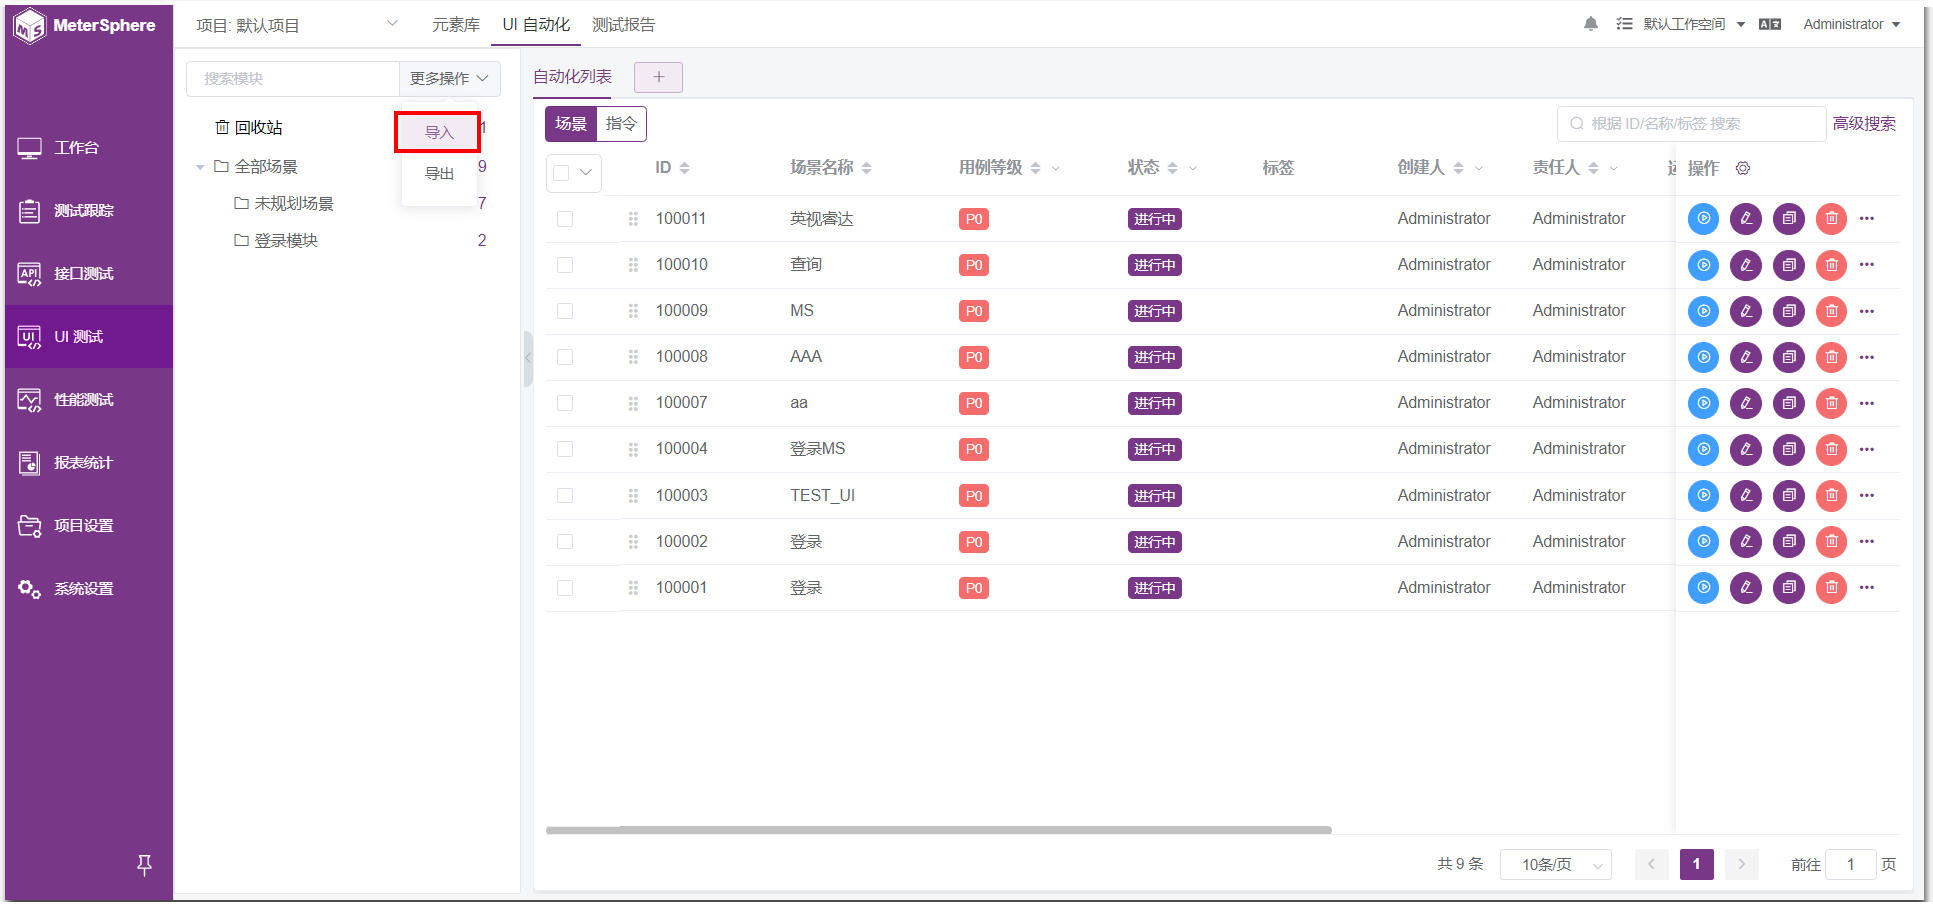 MeterSphere
项目: 默认项目
元素库
UI 自动化
测试报告
默认工作空间
Administrator
工作台
测试跟踪
接口测试
UI 测试
性能测试
报表统计
项目设置
系统设置
搜索模块
更多操作
导入
导出
回收站 1
全部场景 9
未规划场景 7
登录模块 2
自动化列表
+
场景 指令
根据 ID/名称/标签 搜索
高级搜索
ID 场景名称 用例等级 状态 标签 创建人 责任人 操作
100011 英视睿达 P0 进行中 Administrator Administrator
100010 查询 P0 进行中 Administrator Administrator
100009 MS P0 进行中 Administrator Administrator
100008 AAA P0 进行中 Administrator Administrator
100007 aa P0 进行中 Administrator Administrator
100004 登录MS P0 进行中 Administrator Administrator
100003 TEST_UI P0 进行中 Administrator Administrator
100002 登录 P0 进行中 Administrator Administrator
100001 登录 P0 进行中 Administrator Administrator
共 9 条 10条/页 1 前往 1 页